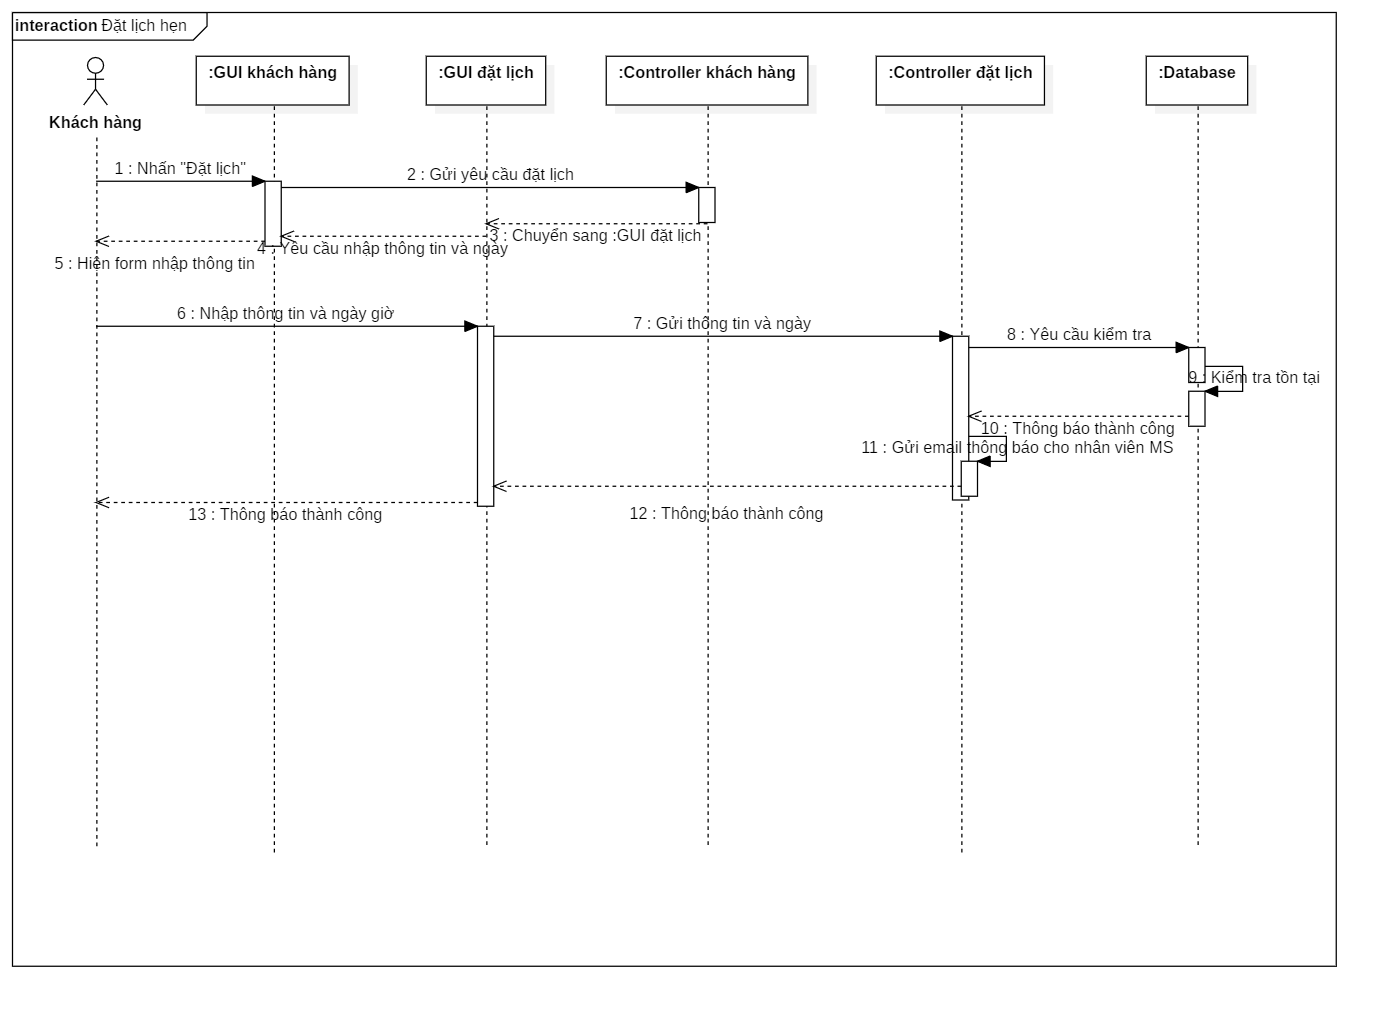 interaction Đặt lịch hẹn
:GUI khách hàng
:GUI đặt lịch
:Controller khách hàng
:Controller đặt lịch
:Database
Khách hàng
1 : Nhấn "Đặt lịch"
2 : Gửi yêu cầu đặt lịch
3 : Chuyển sang :GUI đặt lịch
4 : Yêu cầu nhập thông tin và ngày
5 : Hiện form nhập thông tin
6 : Nhập thông tin và ngày giờ
7 : Gửi thông tin và ngày
8 : Yêu cầu kiểm tra
9 : Kiểm tra tồn tại
10 : Thông báo thành công
11 : Gửi email thông báo cho nhân viên MS
12 : Thông báo thành công
13 : Thông báo thành công